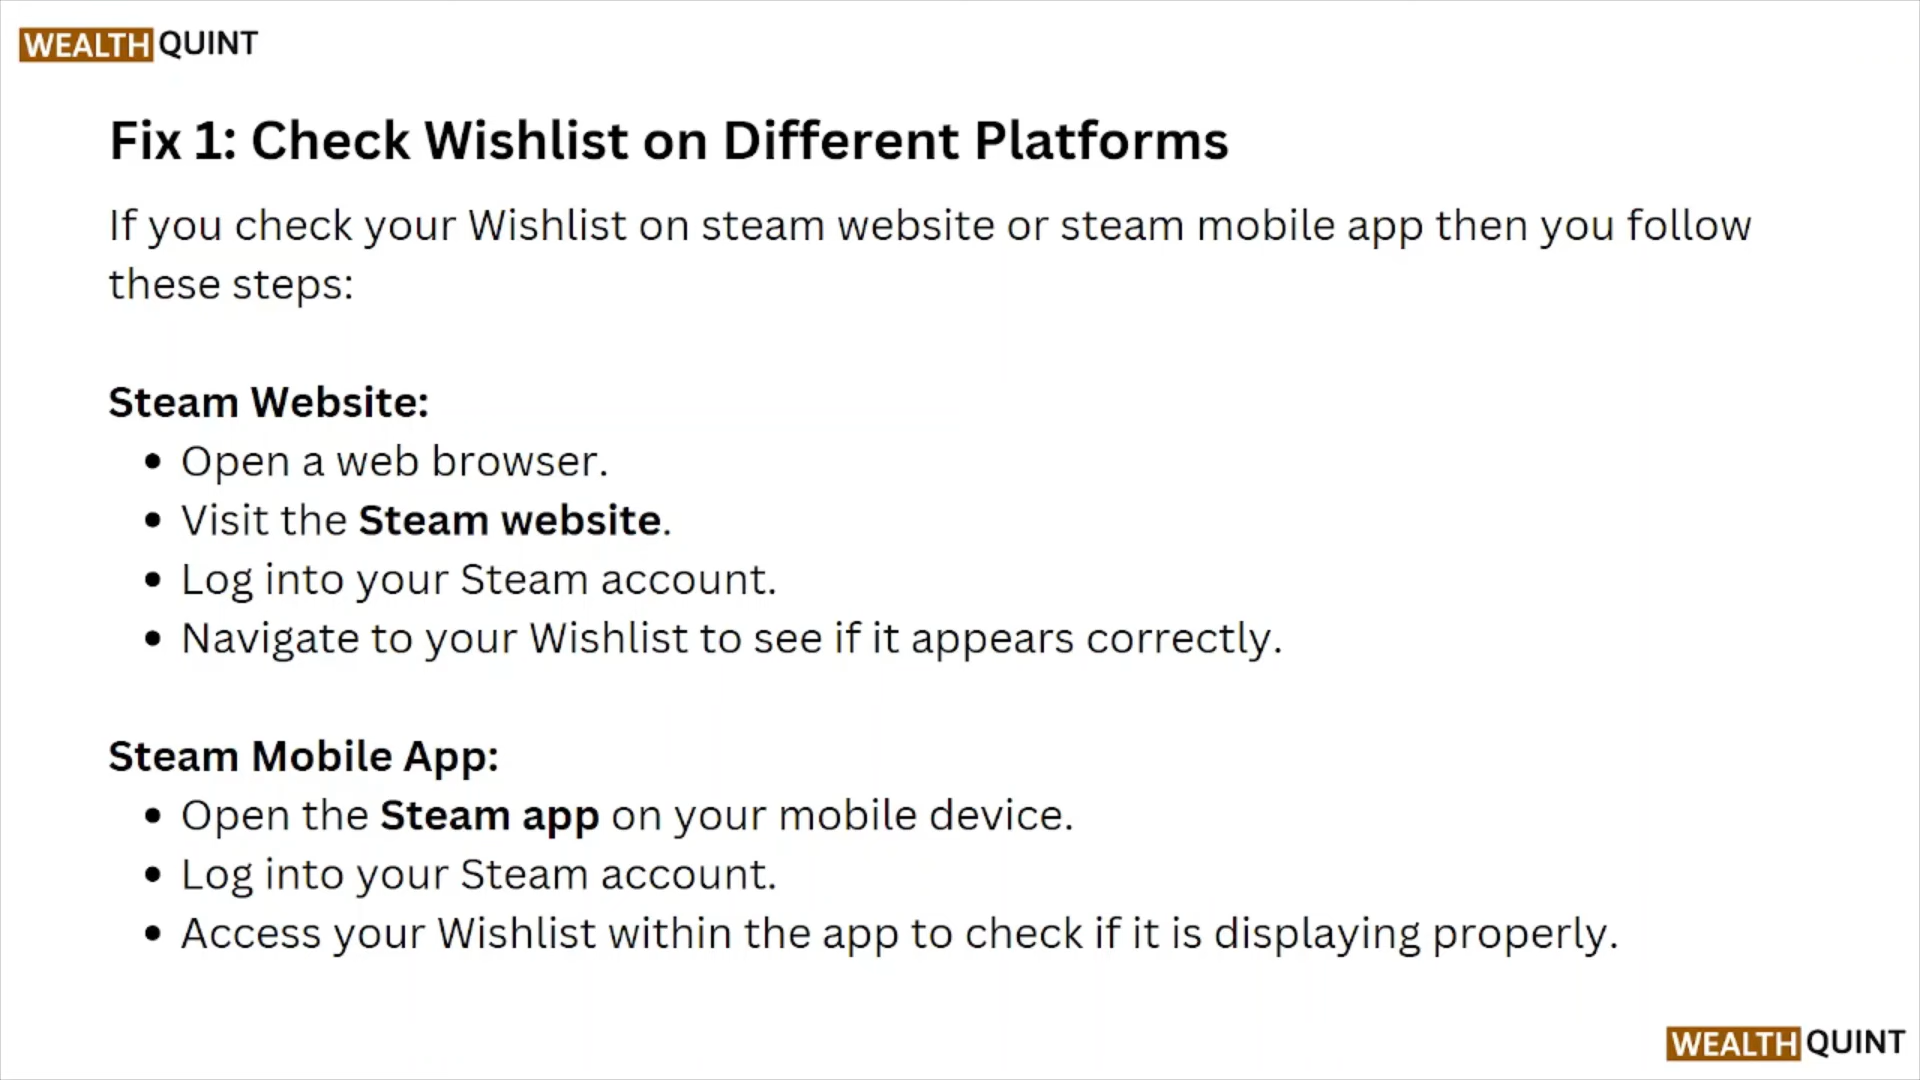 WEALTH QUINT
Fix 1: Check Wishlist on Different Platforms
If you check your Wishlist on steam website or steam mobile app then you follow
these steps:
Steam Website:
• Open a web browser.
• Visit the Steam website.
• Log into your Steam account.
• Navigate to your Wishlist to see if it appears correctly.
Steam Mobile App:
• Open the Steam app on your mobile device.
• Log into your Steam account.
• Access your Wishlist within the app to check if it is displaying properly.
WEALTH QUINT